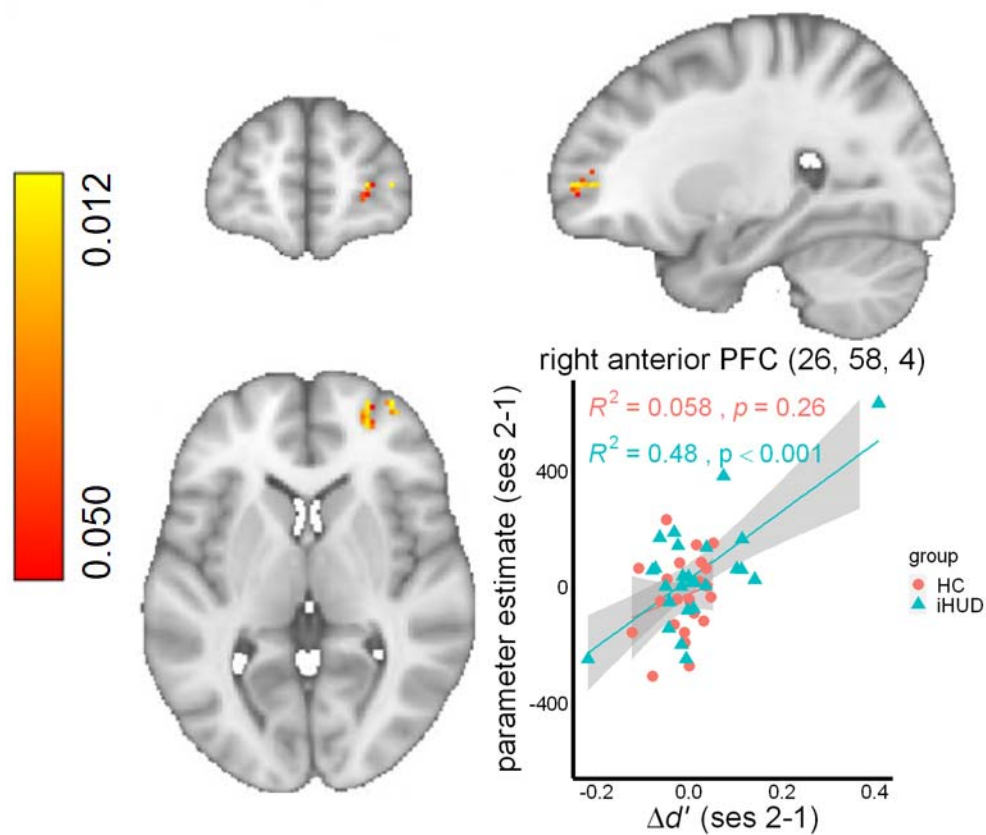 0.012
0.050
right anterior PFC (26, 58, 4)
R² = 0.058 , p = 0.26
R² = 0.48 , p < 0.001
parameter estimate (ses 2-1)
400
0
-400
-0.2 0.0 0.2 0.4
Δd′ (ses 2-1)
group
HC
iHUD